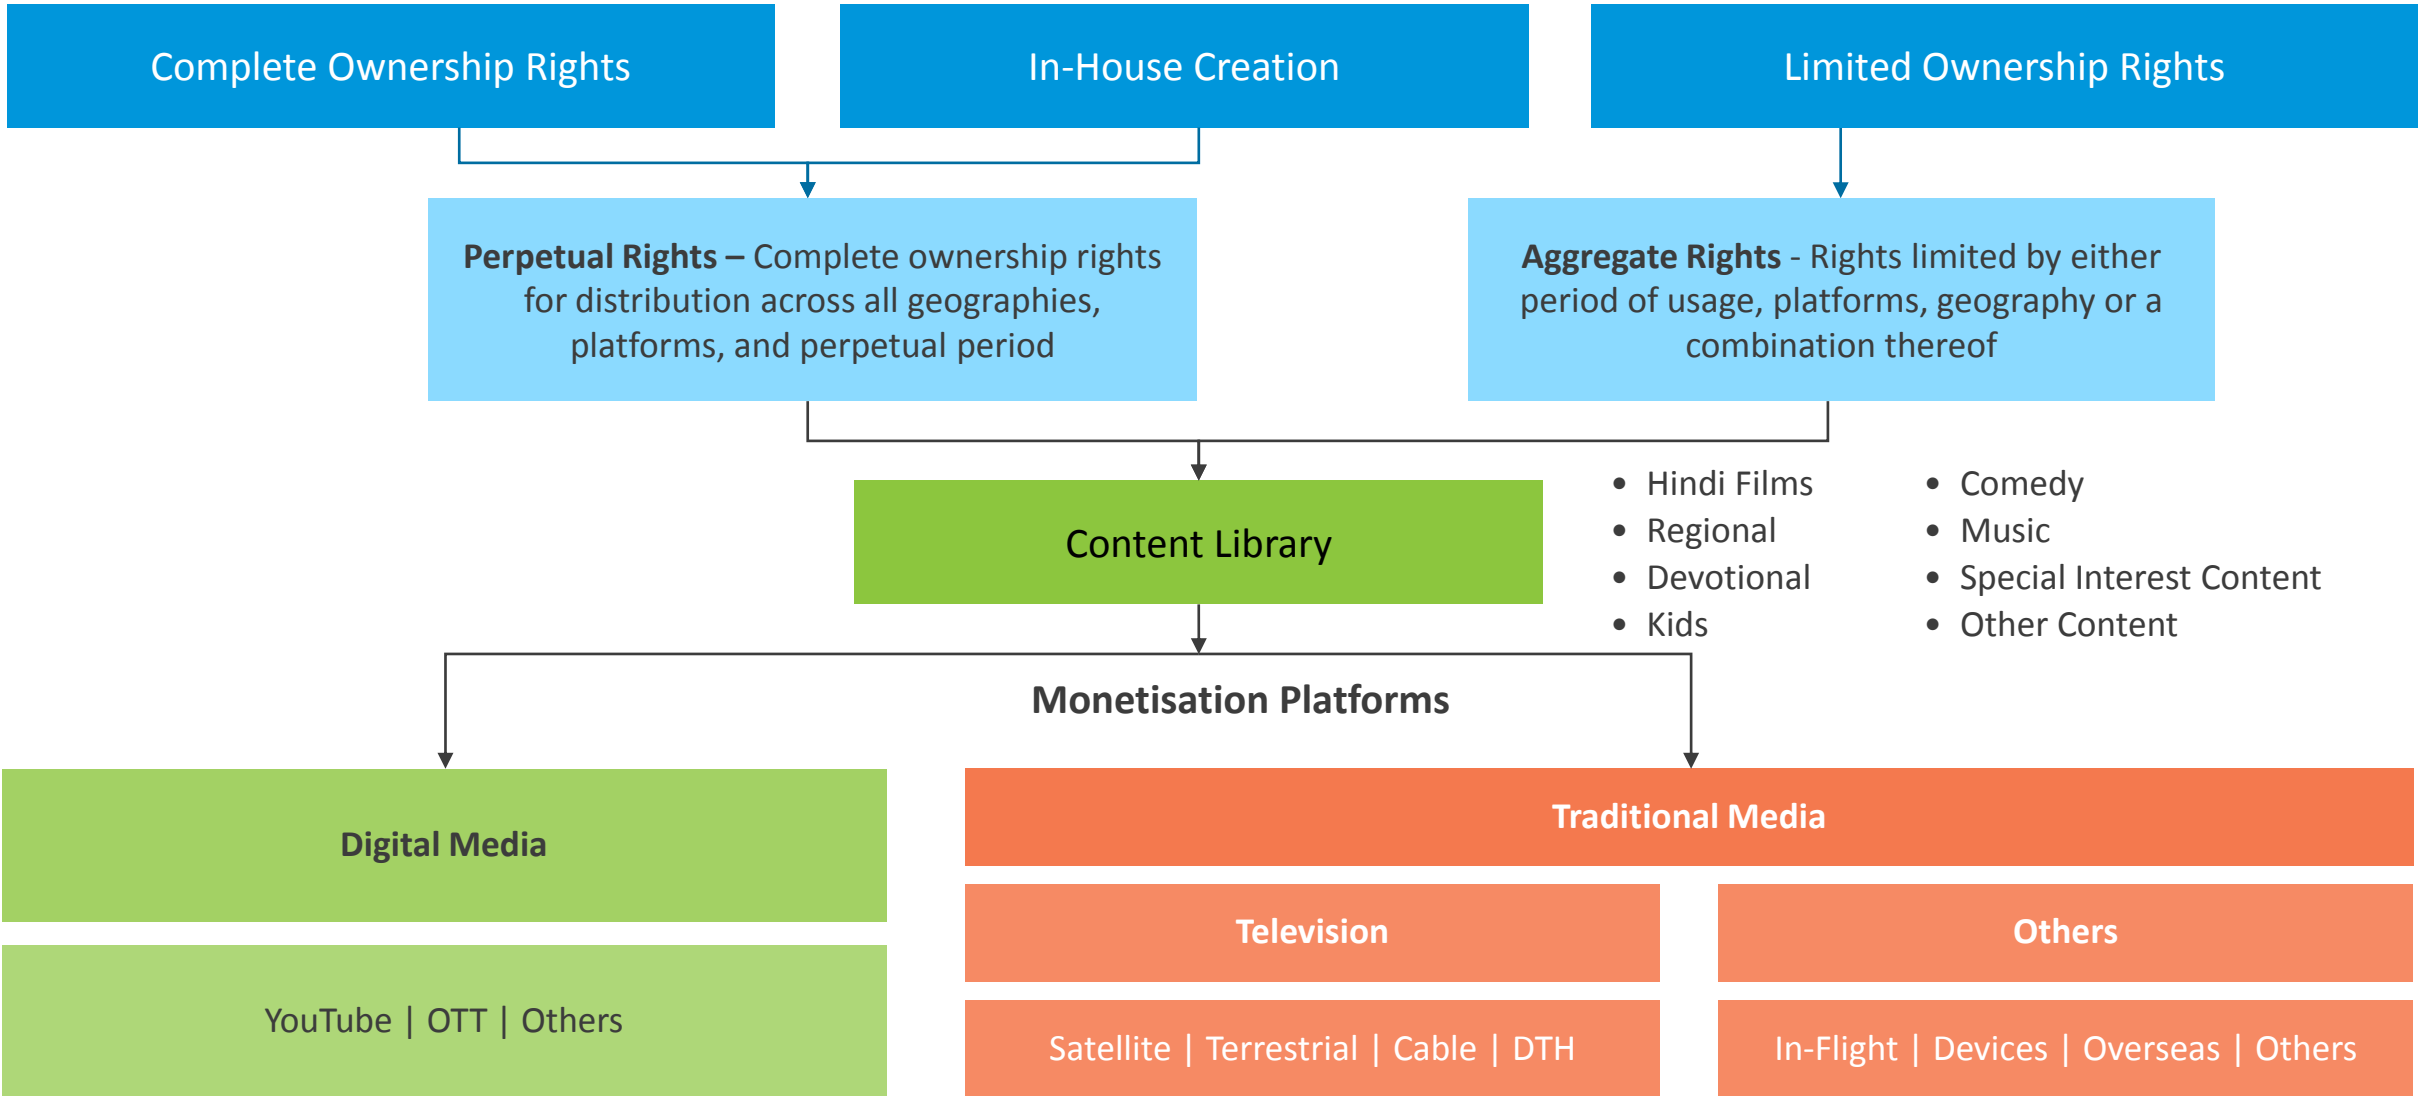 Complete Ownership Rights
In-House Creation
Limited Ownership Rights
Perpetual Rights – Complete ownership rights
for distribution across all geographies,
platforms, and perpetual period
Aggregate Rights - Rights limited by either
period of usage, platforms, geography or a
combination thereof
Content Library
• Hindi Films
• Regional
• Devotional
• Kids
• Comedy
• Music
• Special Interest Content
• Other Content
Monetisation Platforms
Digital Media
YouTube | OTT | Others
Traditional Media
Television
Satellite | Terrestrial | Cable | DTH
Others
In-Flight | Devices | Overseas | Others